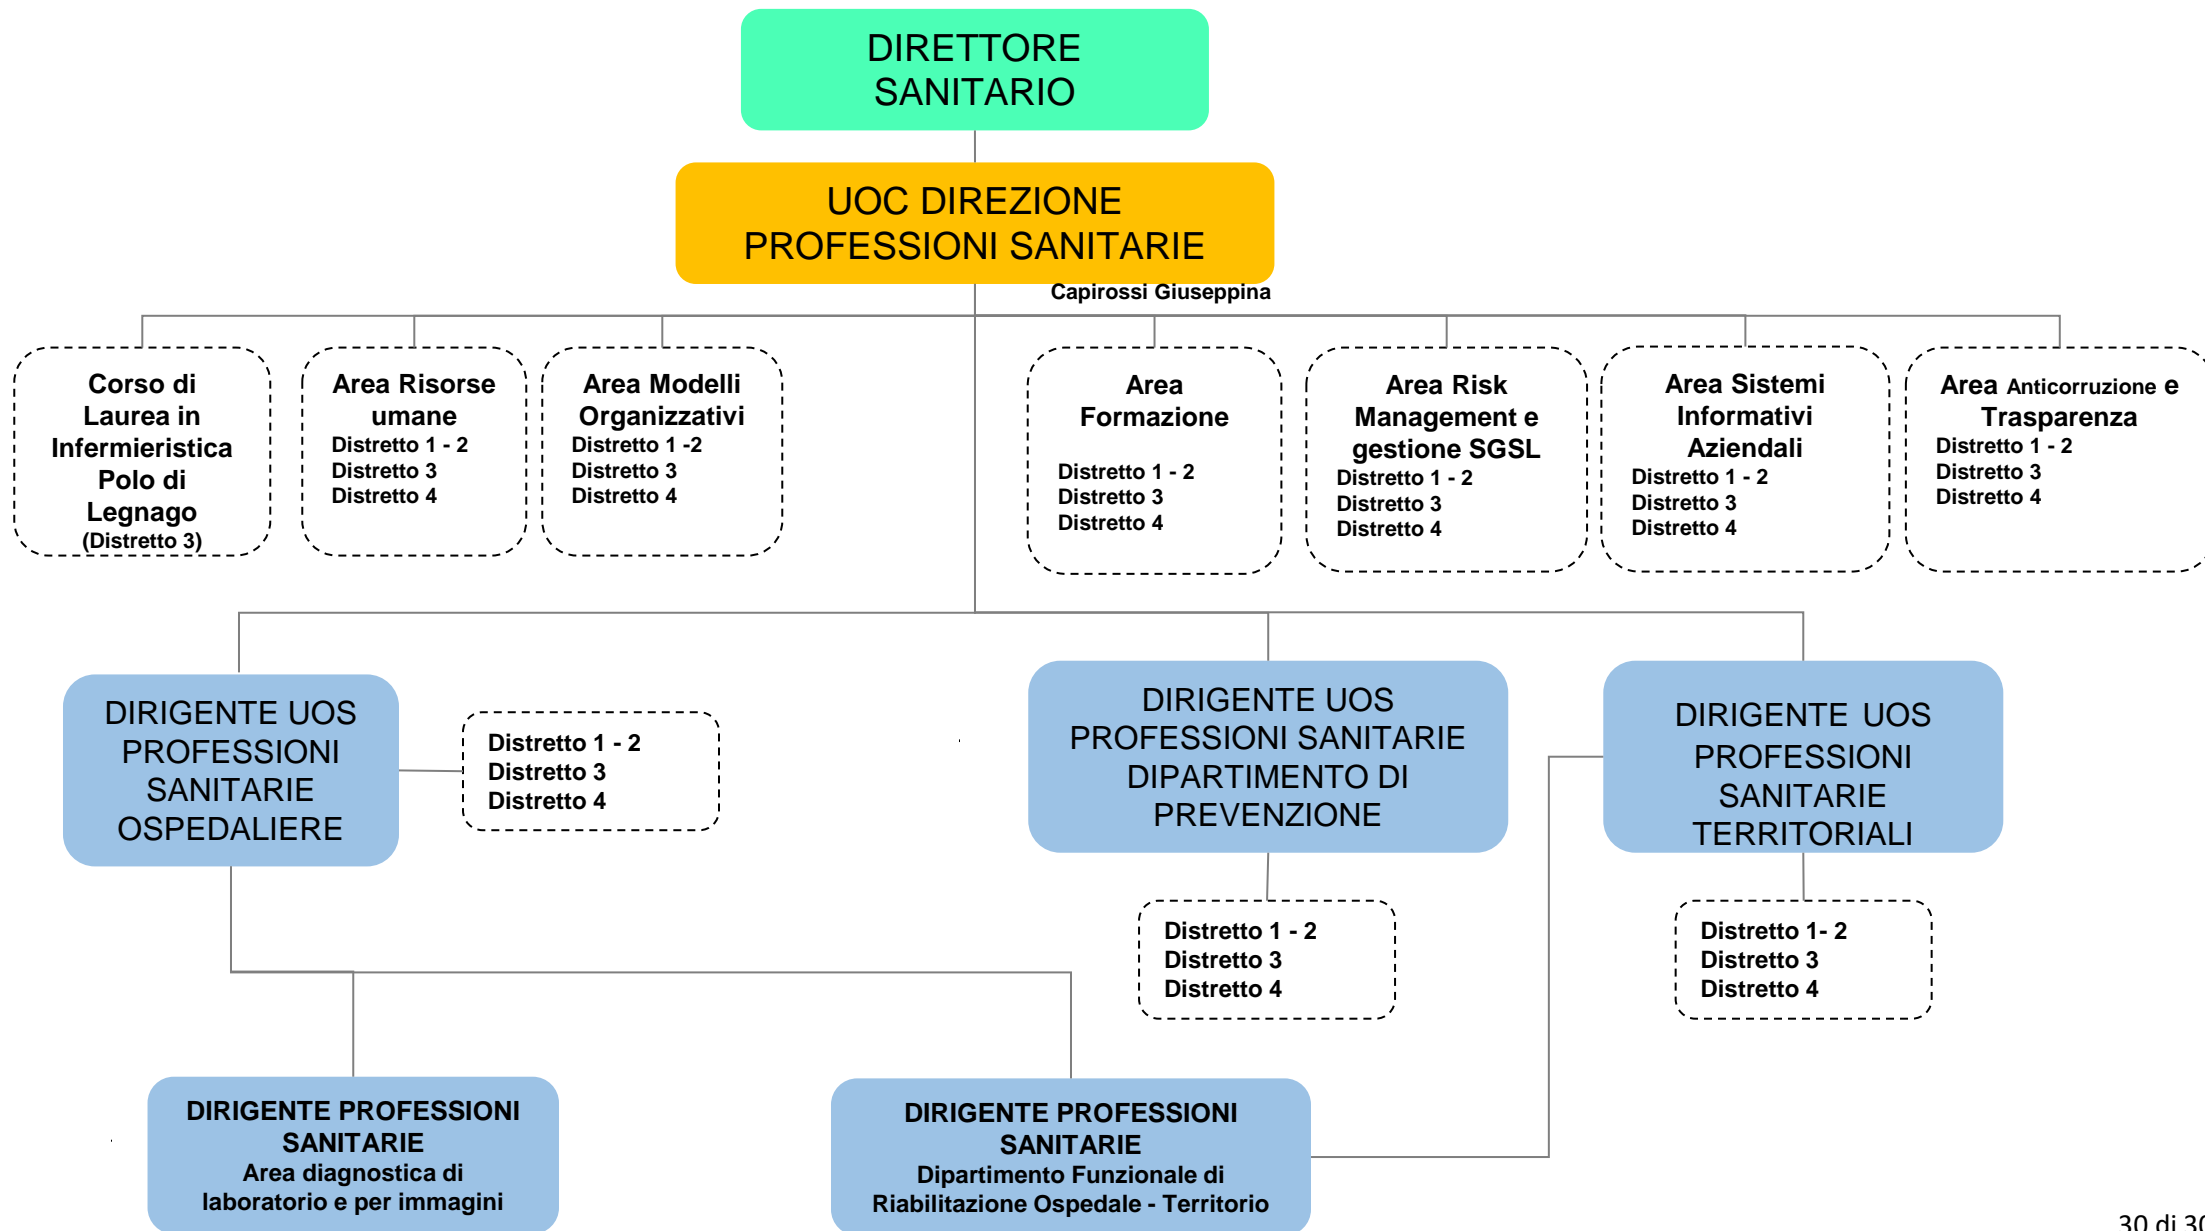 DIRETTORE
SANITARIO
UOC DIREZIONE
PROFESSIONI SANITARIE
Capirossi Giuseppina
Corso di
Laurea in
Infermieristica
Polo di
Legnago
(Distretto 3)
Area Risorse
umane
Distretto 1 - 2
Distretto 3
Distretto 4
Area Modelli
Organizzativi
Distretto 1 -2
Distretto 3
Distretto 4
Area
Formazione
Distretto 1 - 2
Distretto 3
Distretto 4
Area Risk
Management e
gestione SGSL
Distretto 1 - 2
Distretto 3
Distretto 4
Area Sistemi
Informativi
Aziendali
Distretto 1 - 2
Distretto 3
Distretto 4
Area Anticorruzione e
Trasparenza
Distretto 1 - 2
Distretto 3
Distretto 4
DIRIGENTE UOS
PROFESSIONI
SANITARIE
OSPEDALIERE
Distretto 1 - 2
Distretto 3
Distretto 4
DIRIGENTE UOS
PROFESSIONI SANITARIE
DIPARTIMENTO DI
PREVENZIONE
Distretto 1 - 2
Distretto 3
Distretto 4
DIRIGENTE UOS
PROFESSIONI
SANITARIE
TERRITORIALI
Distretto 1- 2
Distretto 3
Distretto 4
DIRIGENTE PROFESSIONI
SANITARIE
Area diagnostica di
laboratorio e per immagini
DIRIGENTE PROFESSIONI
SANITARIE
Dipartimento Funzionale di
Riabilitazione Ospedale - Territorio
30 di 30